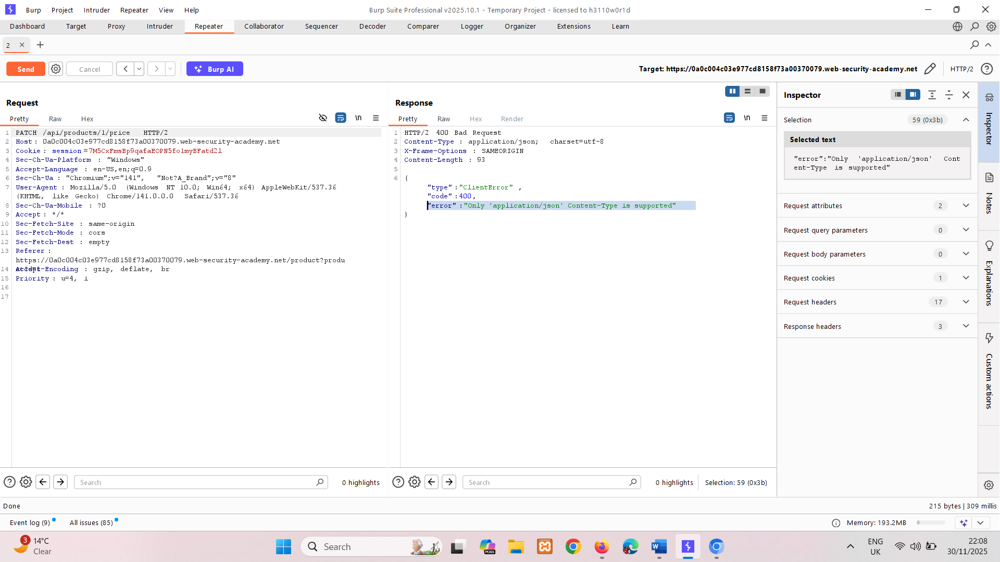 Burp Project Intruder Repeater View Help
Burp Suite Professional v2025.10.1 - Temporary Project - licensed to h3110w0r1d
Dashboard Target Proxy Intruder Repeater Collaborator Sequencer Decoder Comparer Logger Organizer Extensions Learn
2
Send Cancel Burp AI
Target: https://0a0c004c03e977cd8158f73a00370079.web-security-academy.net HTTP/2
Request
Pretty Raw Hex \n
1 PATCH /api/products/1/price HTTP/2
2 Host: 0a0c004c03e977cd8158f73a00370079.web-security-academy.net
3 Cookie: session=7M5CxFmsBp9qafaEOPN5fo1myBFatd2l
4 Sec-Ch-Ua-Platform : "Windows"
5 Accept-Language : en-US,en;q=0.9
6 Sec-Ch-Ua : "Chromium";v="141", "Not?A_Brand";v="8"
7 User-Agent : Mozilla/5.0 (Windows NT 10.0; Win64; x64) AppleWebKit/537.36
(KHTML, like Gecko) Chrome/141.0.0.0 Safari/537.36
8 Sec-Ch-Ua-Mobile : ?0
9 Accept: */*
10 Sec-Fetch-Site : same-origin
11 Sec-Fetch-Mode : cors
12 Sec-Fetch-Dest : empty
13 Referer :
https://0a0c004c03e977cd8158f73a00370079.web-security-academy.net/product?produ
14 Accept-Encoding : gzip, deflate, br
15 Priority : u=4, i
16
17
Search 0 highlights
Response
Pretty Raw Hex Render \n
1 HTTP/2 400 Bad Request
2 Content-Type : application/json; charset=utf-8
3 X-Frame-Options : SAMEORIGIN
4 Content-Length : 93
5
6 {
"type":"ClientError" ,
"code":400,
"error":"Only 'application/json' Content-Type is supported"
}
Search 0 highlights Selection: 59 (0x3b)
Inspector
Selection 59 (0x3b)
Selected text
"error":"Only 'application/json' Cont
ent-Type is supported"
Request attributes 2
Request query parameters 0
Request body parameters 0
Request cookies 1
Request headers 17
Response headers 3
Inspector
Notes
Explanations
Custom actions
Done
215 bytes | 309 millis
Event log (9) All issues (85)
Memory: 193.2MB
3
14°C
Clear
Search
M365
ENG
UK
22:08
30/11/2025